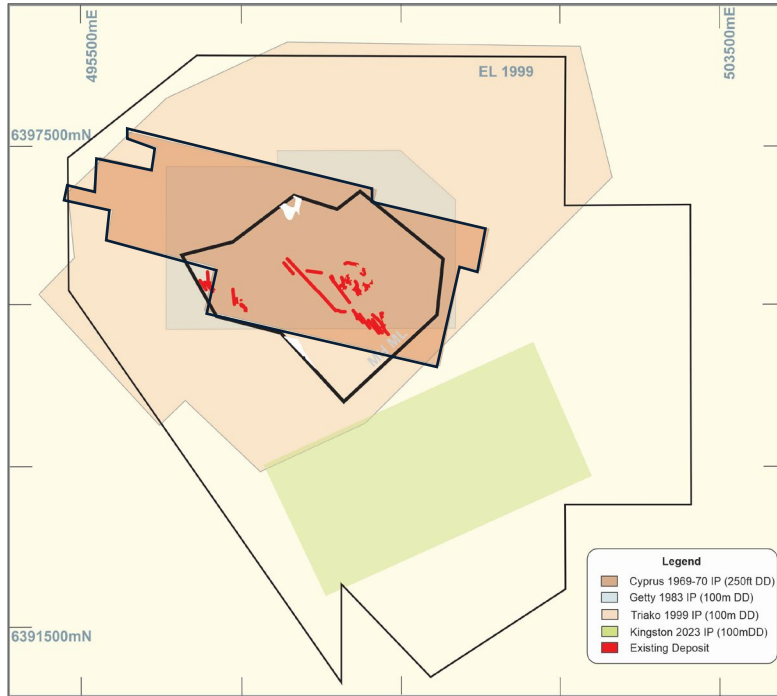 495500mE
503500mE
EL 1999
6397500mN
ML
6391500mN
Legend
Cyprus 1969-70 IP (250ft DD)
Getty 1983 IP (100m DD)
Triako 1999 IP (100m DD)
Kingston 2023 IP (100mDD)
Existing Deposit